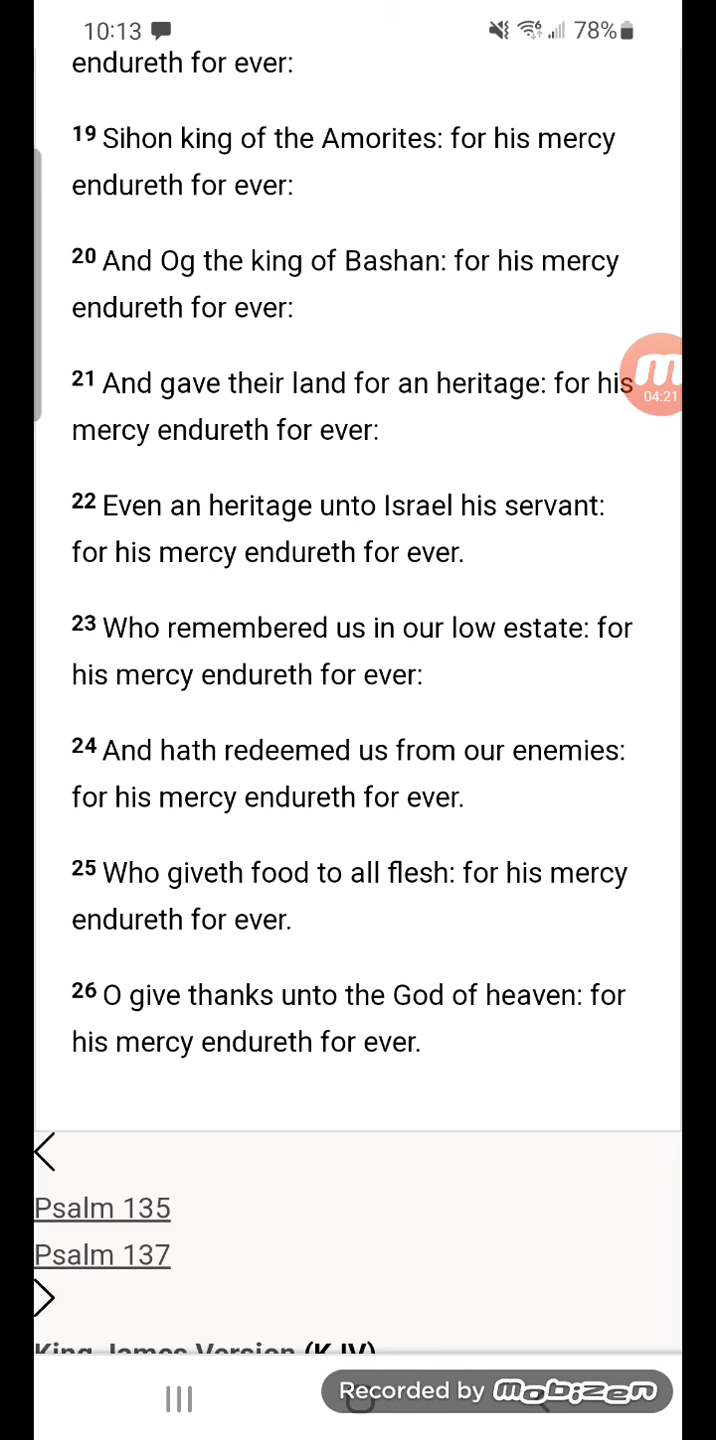 10:13
78%
endureth for ever:
19 Sihon king of the Amorites: for his mercy
endureth for ever:
20 And Og the king of Bashan: for his mercy
endureth for ever:
21 And gave their land for an heritage: for his
mercy endureth for ever:
04:21
22 Even an heritage unto Israel his servant:
for his mercy endureth for ever.
23 Who remembered us in our low estate: for
his mercy endureth for ever:
24 And hath redeemed us from our enemies:
for his mercy endureth for ever.
25 Who giveth food to all flesh: for his mercy
endureth for ever.
26 O give thanks unto the God of heaven: for
his mercy endureth for ever.
Psalm 135
Psalm 137
King James Version (KJV)
Recorded by mobizen